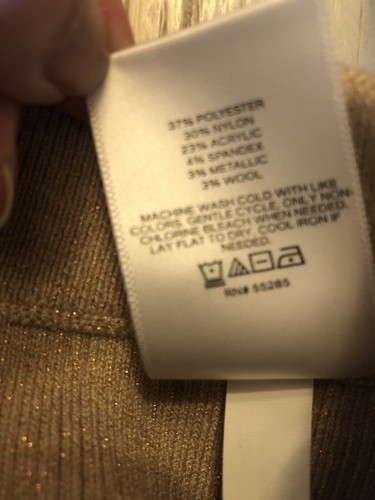 37% POLYESTER
30% NYLON
23% ACRYLIC
4% SPANDEX
3% METALLIC
3% WOOL
MACHINE WASH COLD WITH LIKE
COLORS, GENTLE CYCLE, ONLY NON-
CHLORINE BLEACH WHEN NEEDED.
LAY FLAT TO DRY, COOL IRON IF
NEEDED.
RN# 55285